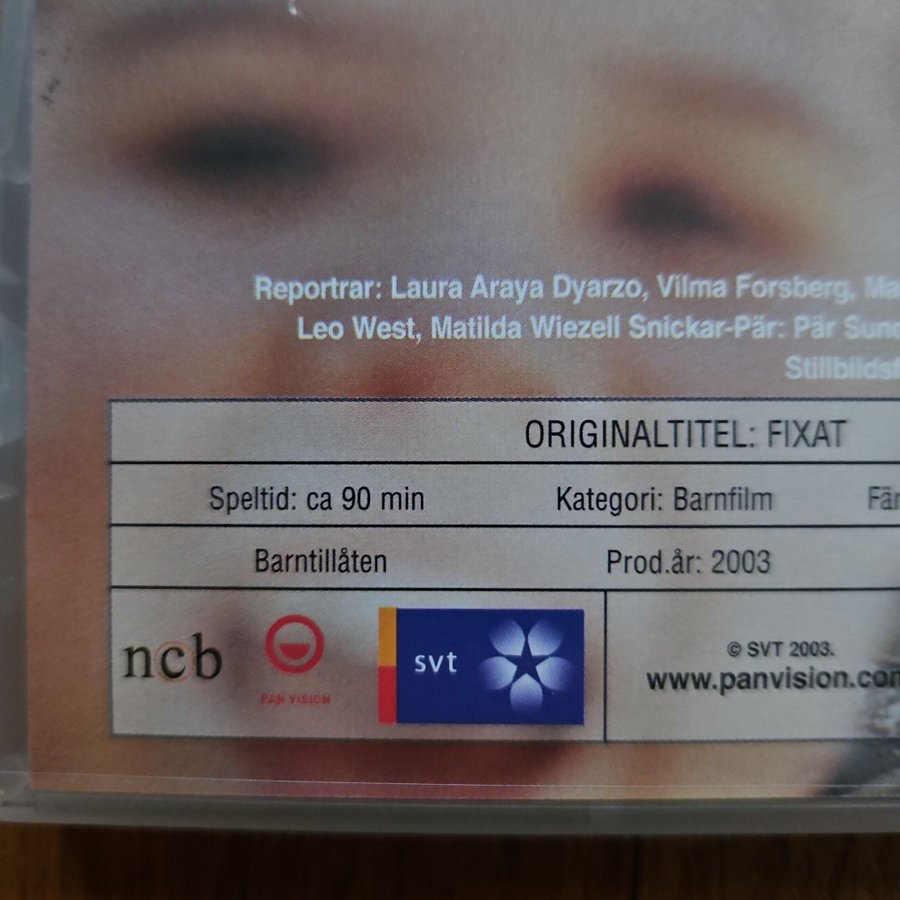 Reportrar: Laura Araya Dyarzo, Vilma Forsberg,
Leo West, Matilda Wiezell Snickar-Pär: Pär
ORIGINALTITEL: FIXAT
Speltid: ca 90 min Kategori: Barnfilm
Barntillåten Prod.år: 2003
ncb
PAN VISION
svt
© SVT 2003.
www.panvision.com